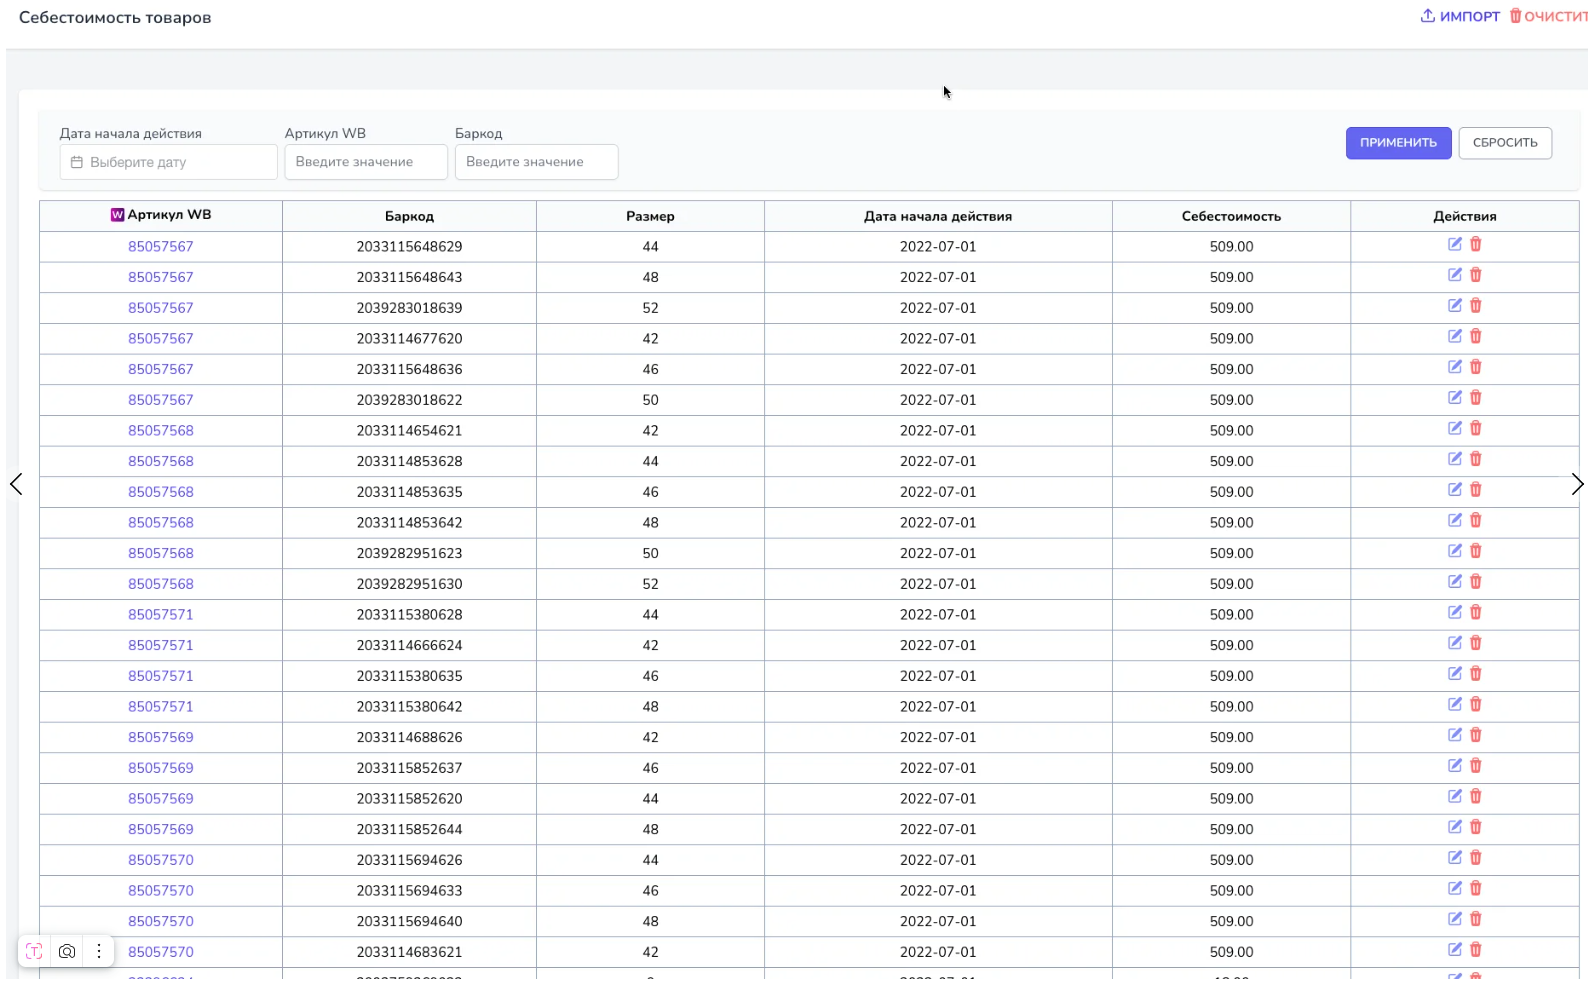 Себестоимость товаров
ИМПОРТ ОЧИСТИТ
Дата начала действия Артикул WB Баркод
Выберите дату Введите значение Введите значение ПРИМЕНИТЬ СБРОСИТЬ
W Артикул WB Баркод Размер Дата начала действия Себестоимость Действия
85057567 2033115648629 44 2022-07-01 509.00
85057567 2033115648643 48 2022-07-01 509.00
85057567 2039283018639 52 2022-07-01 509.00
85057567 2033114677620 42 2022-07-01 509.00
85057567 2033115648636 46 2022-07-01 509.00
85057567 2039283018622 50 2022-07-01 509.00
85057568 2033114654621 42 2022-07-01 509.00
85057568 2033114853628 44 2022-07-01 509.00
85057568 2033114853635 46 2022-07-01 509.00
85057568 2033114853642 48 2022-07-01 509.00
85057568 2039282951623 50 2022-07-01 509.00
85057568 2039282951630 52 2022-07-01 509.00
85057571 2033115380628 44 2022-07-01 509.00
85057571 2033114666624 42 2022-07-01 509.00
85057571 2033115380635 46 2022-07-01 509.00
85057571 2033115380642 48 2022-07-01 509.00
85057569 2033114688626 42 2022-07-01 509.00
85057569 2033115852637 46 2022-07-01 509.00
85057569 2033115852620 44 2022-07-01 509.00
85057569 2033115852644 48 2022-07-01 509.00
85057570 2033115694626 44 2022-07-01 509.00
85057570 2033115694633 46 2022-07-01 509.00
85057570 2033115694640 48 2022-07-01 509.00
85057570 2033114683621 42 2022-07-01 509.00